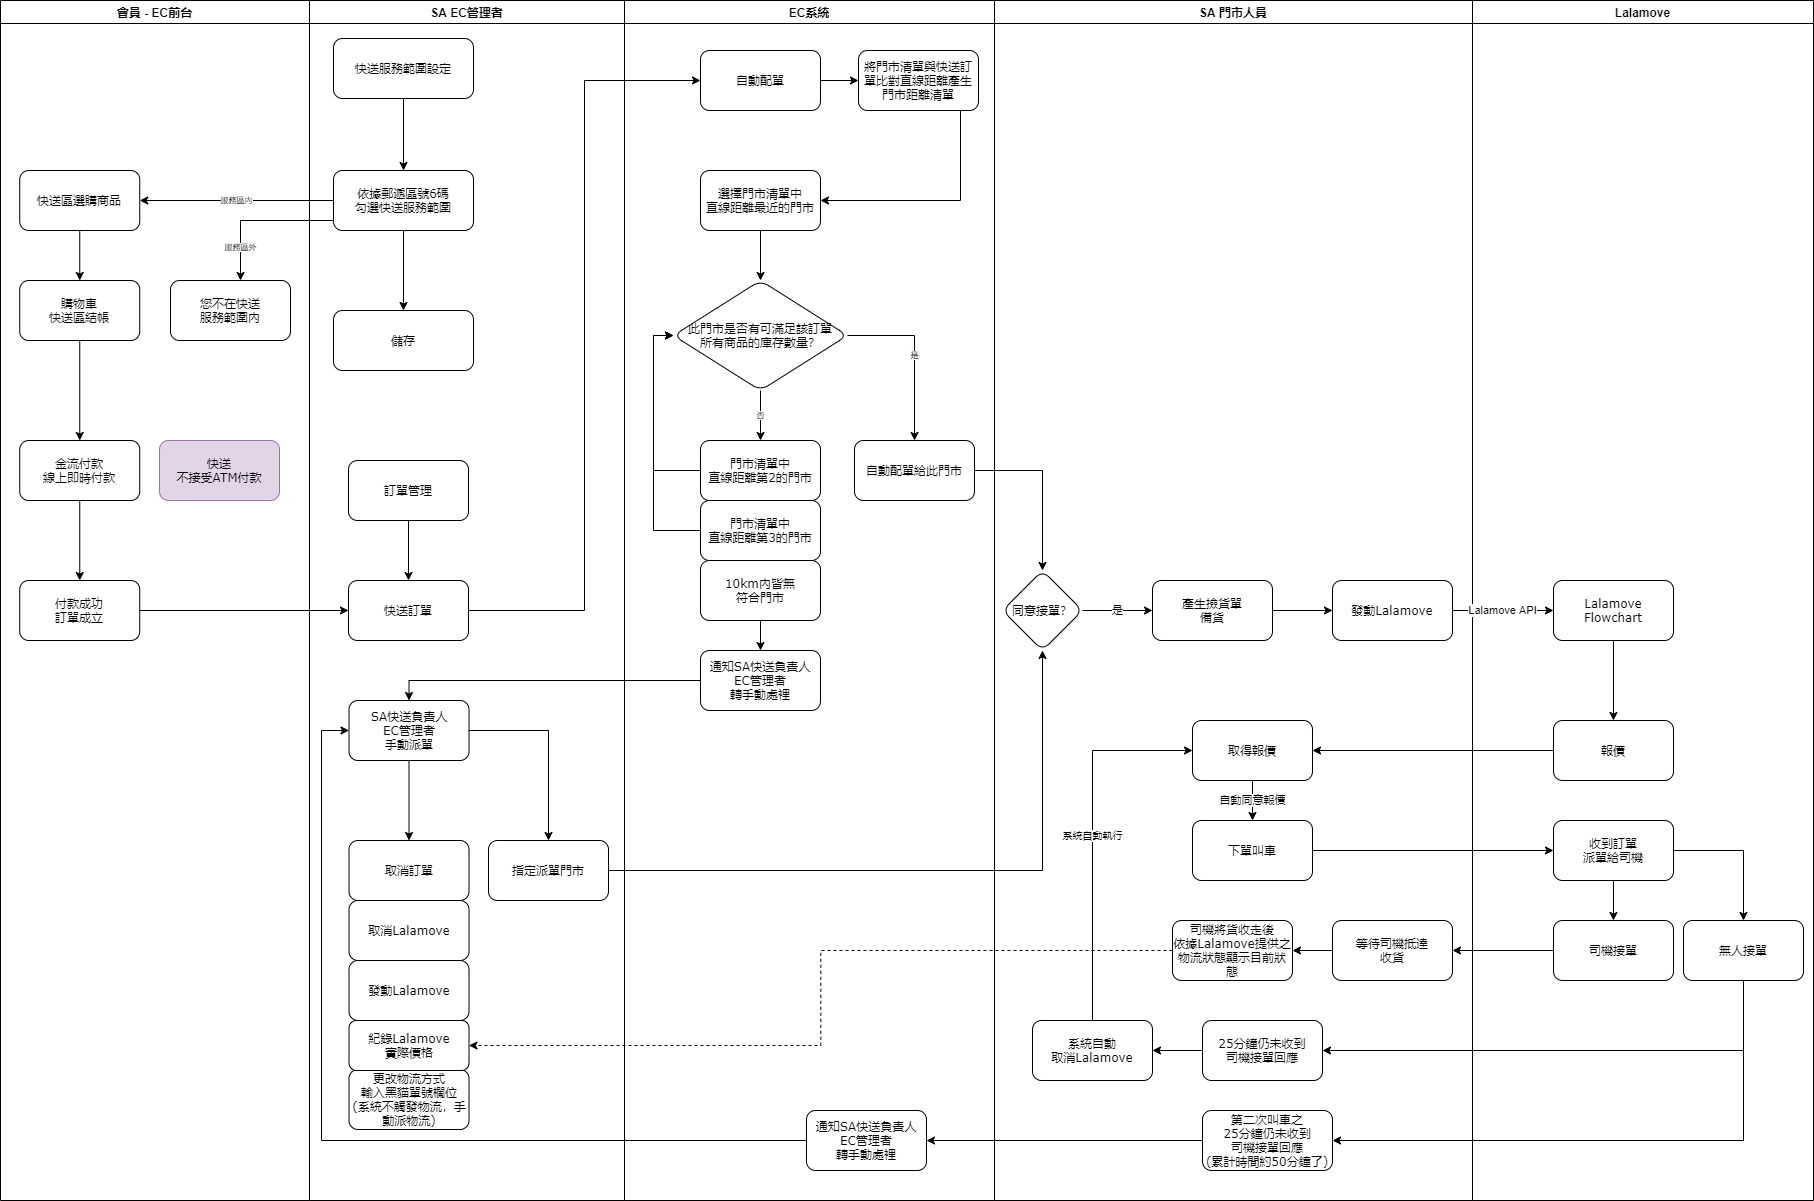 會員 - EC前台
SA EC管理者
EC系統
SA 門市人員
Lalamove
快送區選購商品
購物車
快送區結帳
您不在快送
服務範圍內
金流付款
線上即時付款
快送
不接受ATM付款
付款成功
訂單成立
快送服務範圍設定
依據郵遞區號6碼
勾選快送服務範圍
服務區內
服務區外
儲存
訂單管理
快送訂單
SA快送負責人
EC管理者
手動派單
取消訂單
指定派單門市
取消Lalamove
發動Lalamove
紀錄Lalamove
實際價格
更改物流方式
輸入黑貓單號欄位
(系統不觸發物流，手
動派物流)
自動配單
將門市清單與快送訂
單比對直線距離產生
門市距離清單
選擇門市清單中
直線距離最近的門市
此門市是否有可滿足該訂單
所有商品的庫存數量?
是
否
門市清單中
直線距離第2的門市
自動配單給此門市
門市清單中
直線距離第3的門市
10km內皆無
符合門市
通知SA快送負責人
EC管理者
轉手動處裡
通知SA快送負責人
EC管理者
轉手動處裡
同意接單?
是
產生撿貨單
備貨
發動Lalamove
Lalamove API
取得報價
自動同意報價
系統自動執行
下單叫車
司機將貨收走後
依據Lalamove提供之
物流狀態顯示目前狀
態
等待司機抵達
收貨
系統自動
取消Lalamove
25分鐘仍未收到
司機接單回應
第二次叫車之
25分鐘仍未收到
司機接單回應
(累計時間約50分鐘了)
Lalamove
Flowchart
報價
收到訂單
派單給司機
司機接單
無人接單